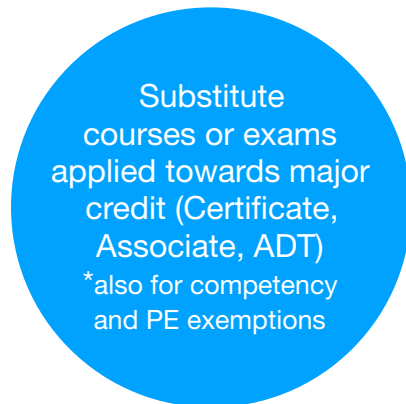 Substitute
courses or exams
applied towards major
credit (Certificate,
Associate, ADT)
*also for competency
and PE exemptions